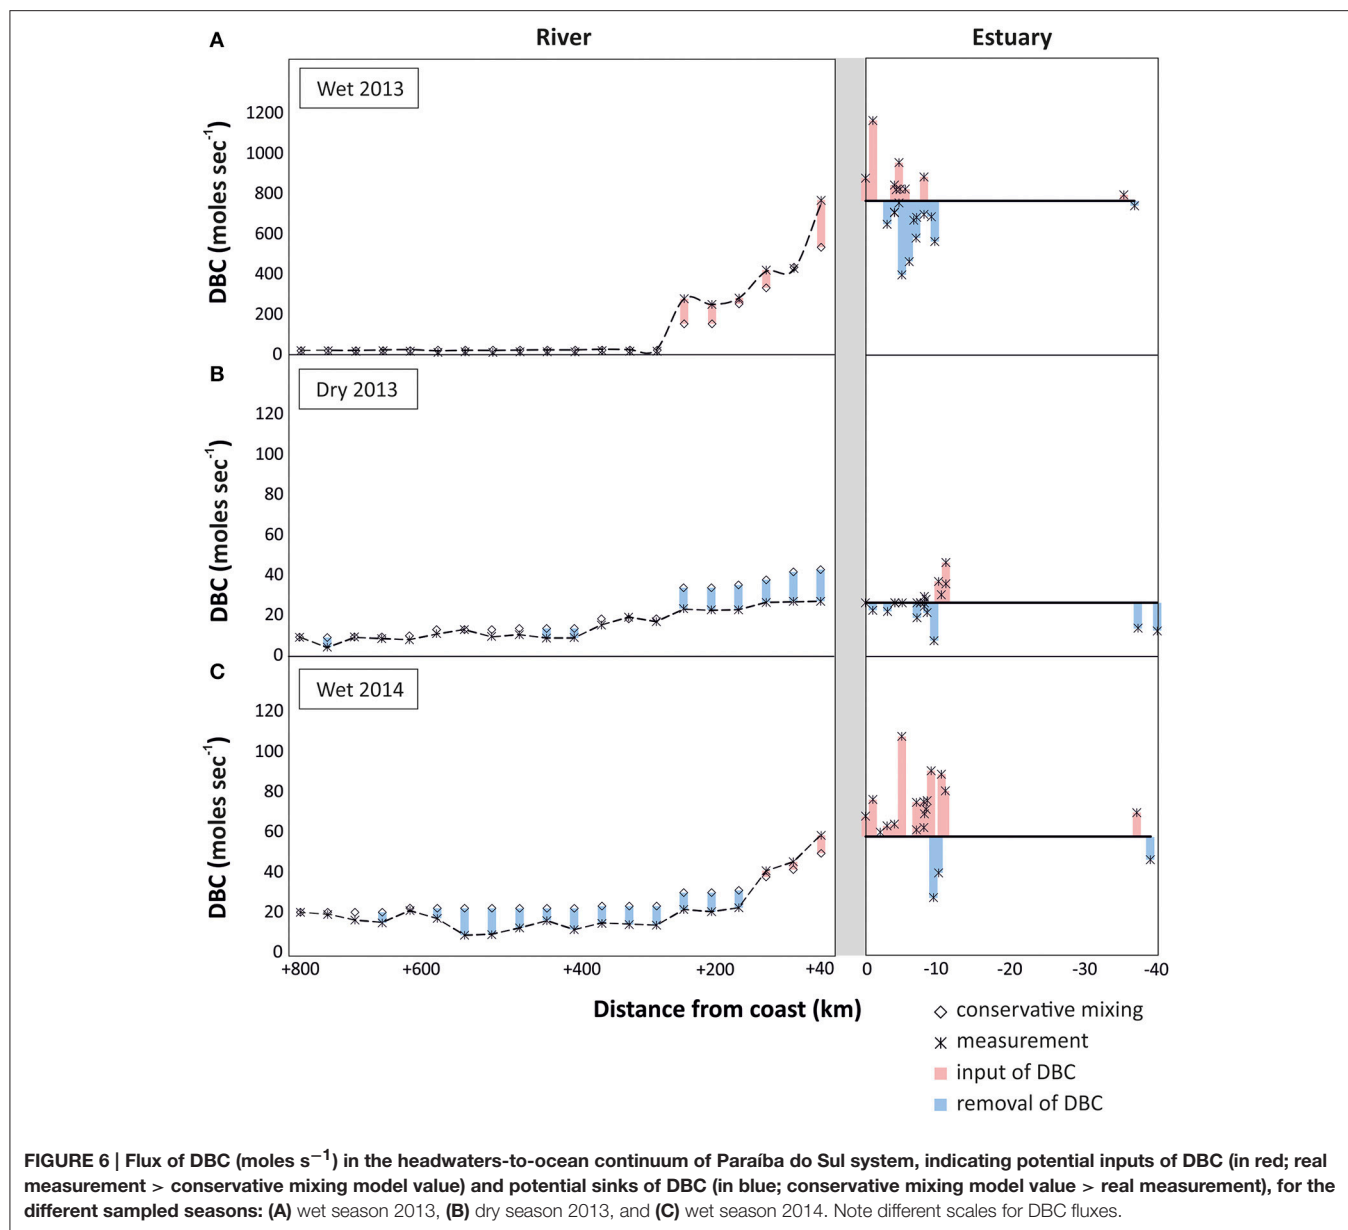 River
Estuary
A
Wet 2013
DBC (moles sec-1)
1200
1000
800
600
400
200
0
B
Dry 2013
DBC (moles sec-1)
120
100
80
60
40
20
0
C
Wet 2014
DBC (moles sec-1)
120
100
80
60
40
20
0
+800 +600 +400 +200 +40 0 -10 -20 -30 -40
Distance from coast (km)
conservative mixing
measurement
input of DBC
removal of DBC
FIGURE 6 | Flux of DBC (moles s−1) in the headwaters-to-ocean continuum of Paraíba do Sul system, indicating potential inputs of DBC (in red; real
measurement > conservative mixing model value) and potential sinks of DBC (in blue; conservative mixing model value > real measurement), for the
different sampled seasons: (A) wet season 2013, (B) dry season 2013, and (C) wet season 2014. Note different scales for DBC fluxes.